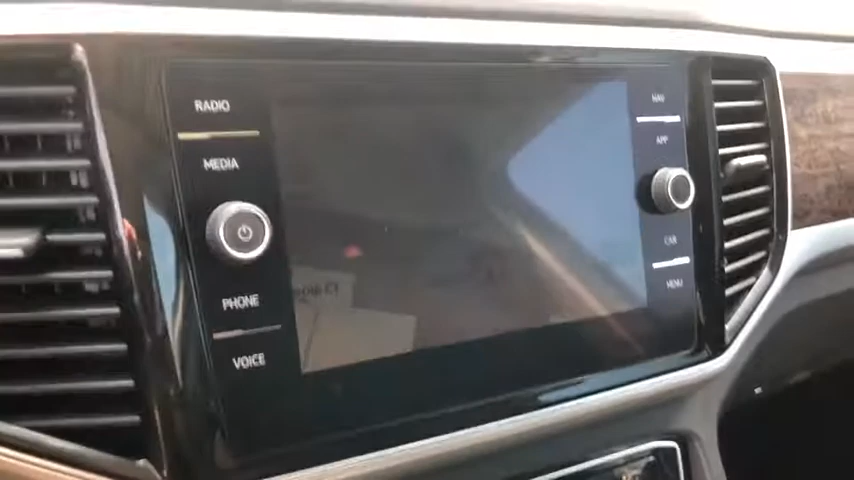 RADIO
MEDIA
PHONE
VOICE
NAV
APP
CAR
MENU